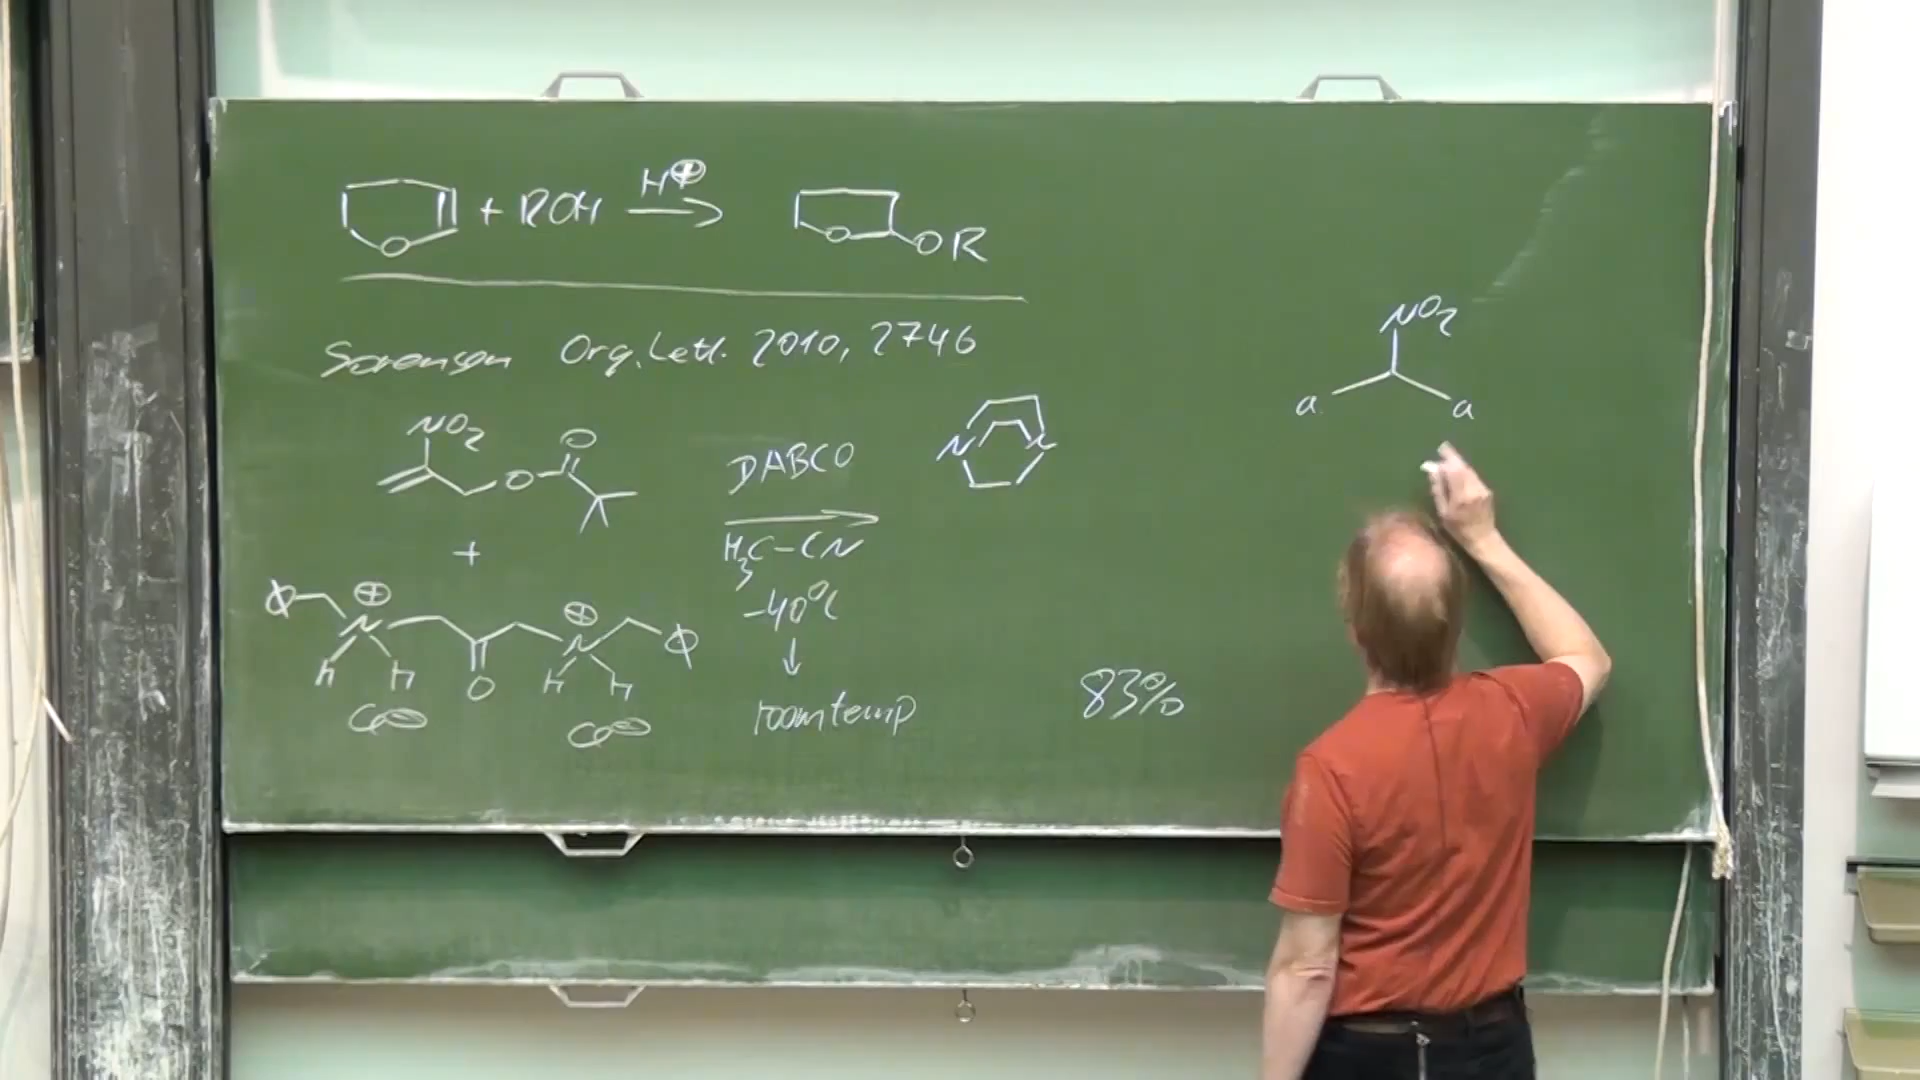 O + ROH H⊕ O OR
Sorensen Org. Lett. 2010, 2746
NO2
O O
+
DABCO
H3C-CN
-40°C
↓
room temp
N N
Φ N⊕ H H O N⊕ H H Φ
Cl⊖ Cl⊖
83%
NO2
a a